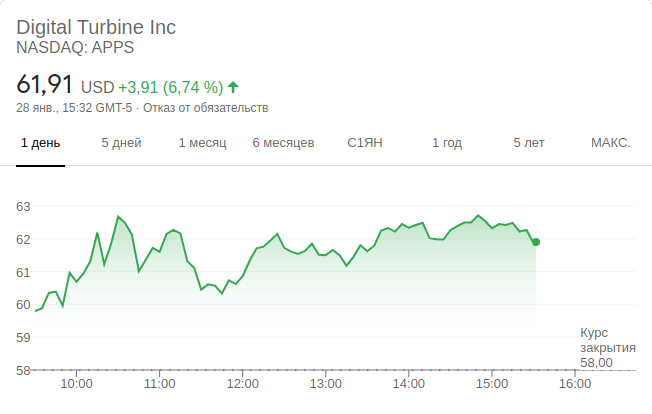 Digital Turbine Inc
NASDAQ: APPS
61,91 USD +3,91 (6,74 %)
28 янв., 15:32 GMT-5 · Отказ от обязательств
1 день 5 дней 1 месяц 6 месяцев С1ЯН 1 год 5 лет МАКС.
63
62
61
60
59
58
Курс
закрытия
58,00
10:00 11:00 12:00 13:00 14:00 15:00 16:00